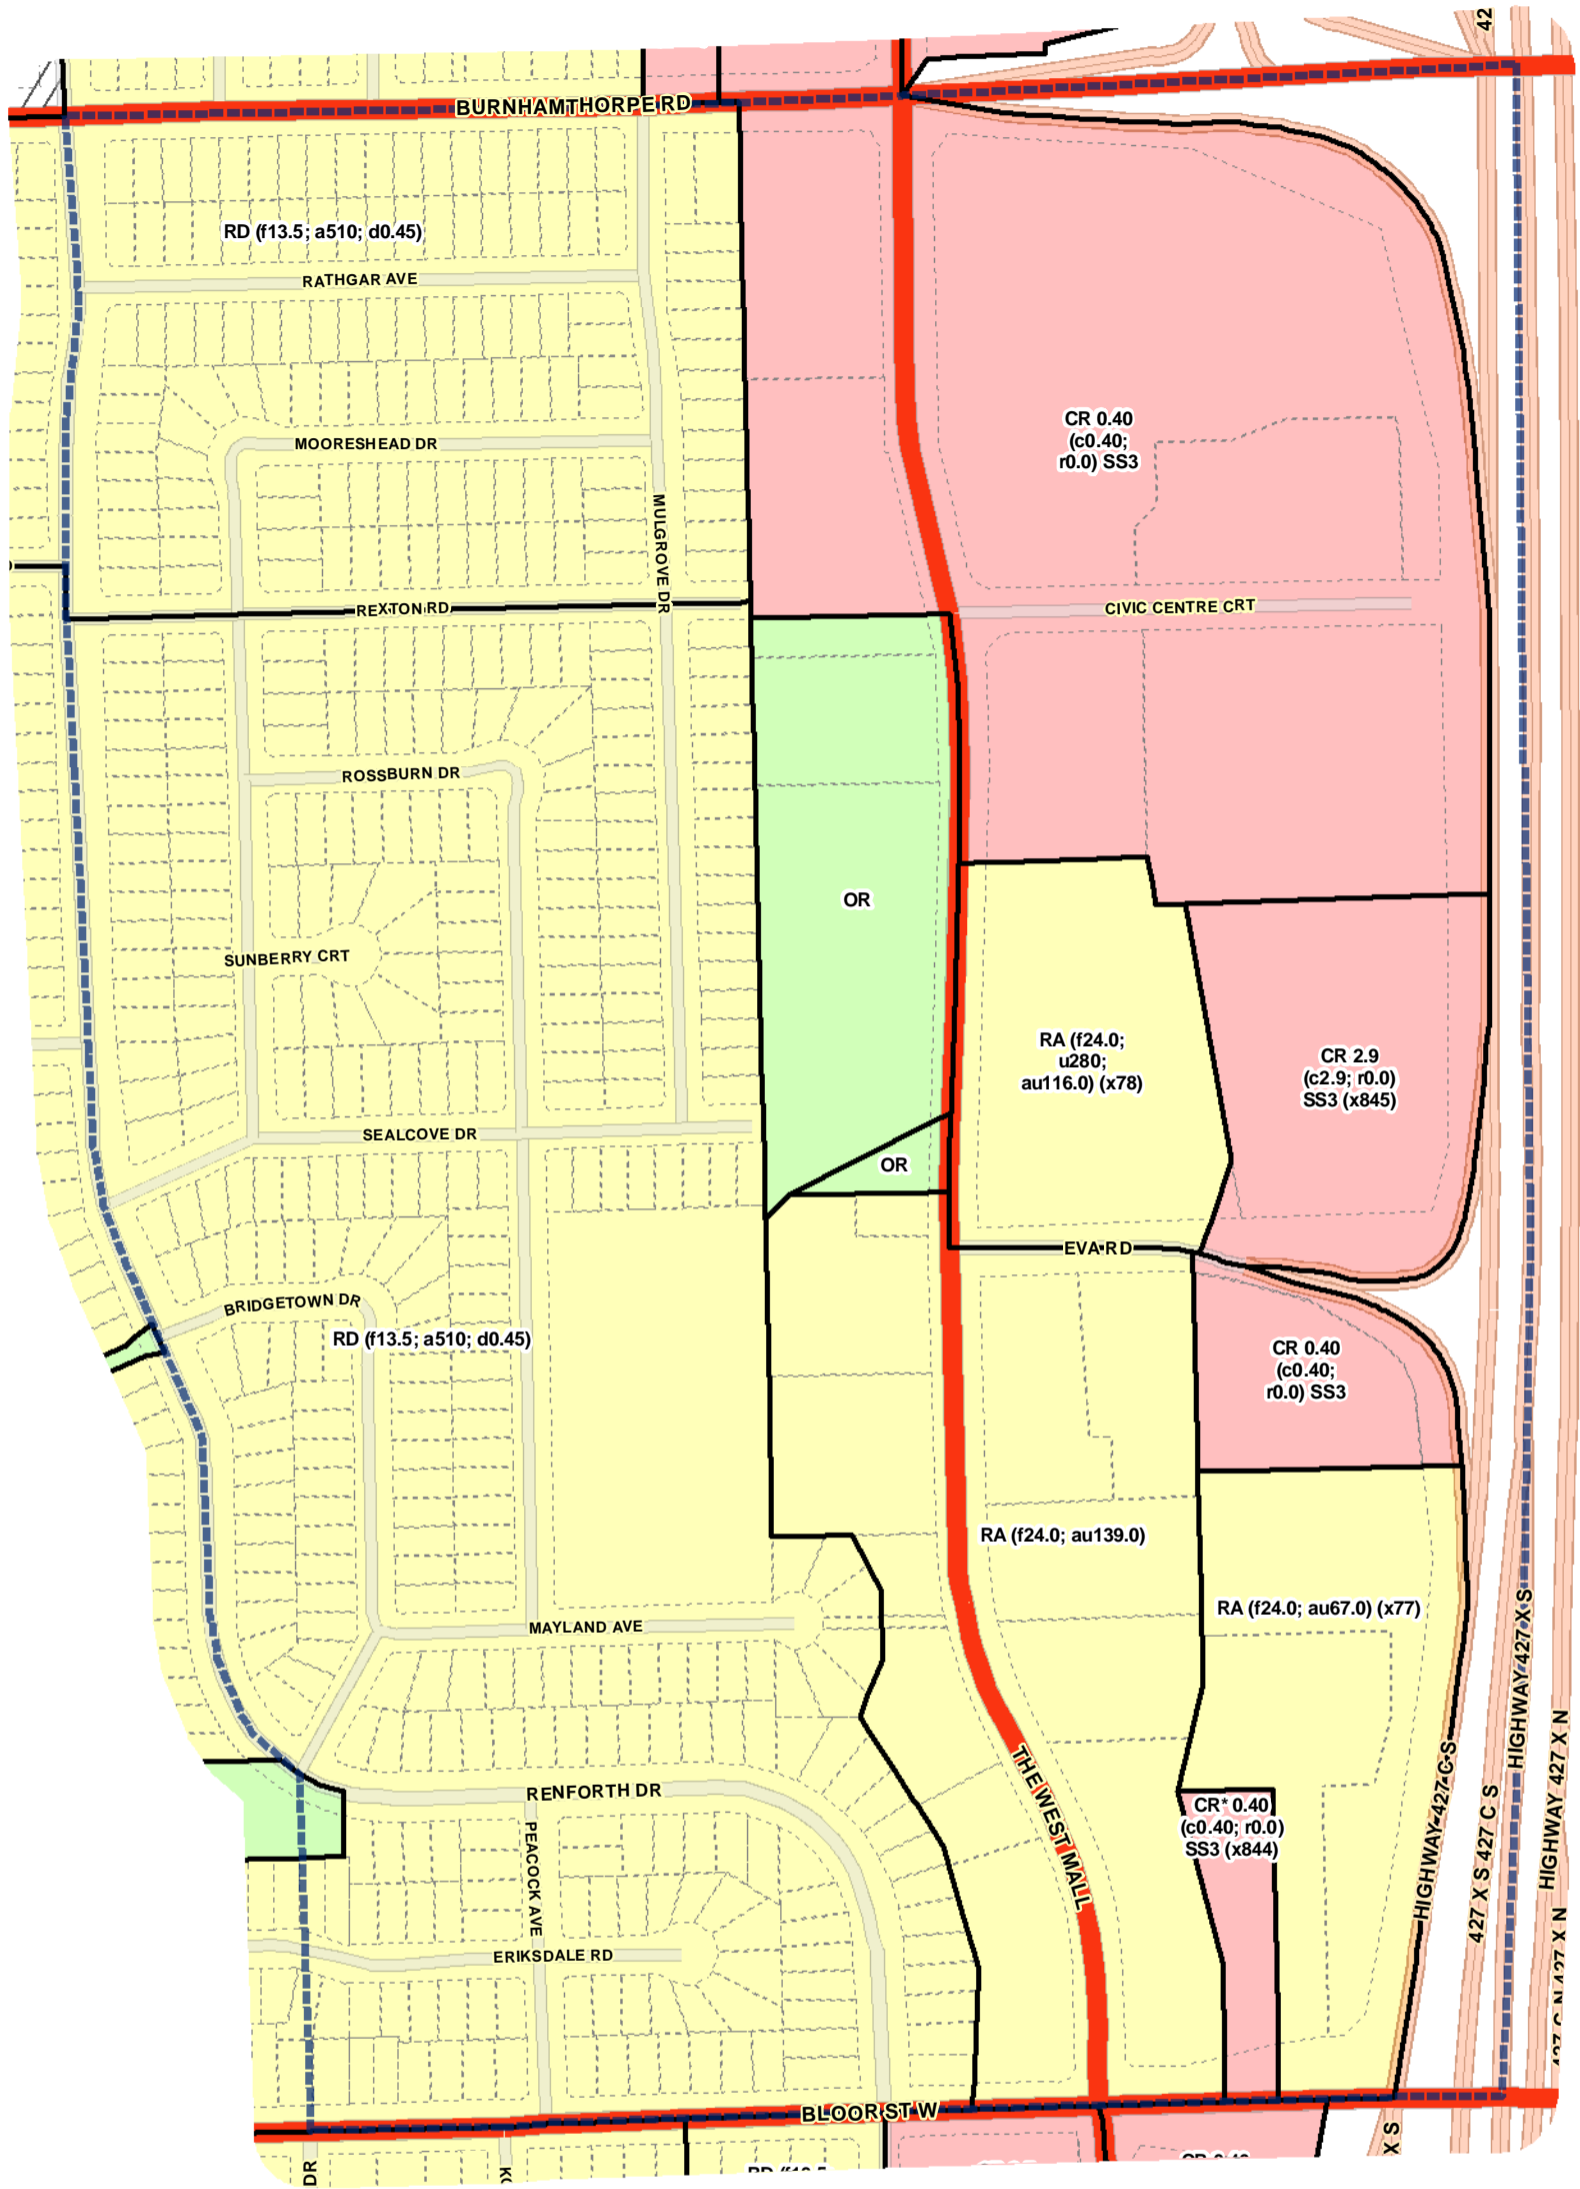 42
BURNHAMTHORPE RD
RD (f13.5; a510; d0.45)
RATHGAR AVE
CR 0.40
(c0.40;
r0.0) SS3
MOORESHEAD DR
MULGROVE DR
REXTON RD
CIVIC CENTRE CRT
ROSSBURN DR
OR
SUNBERRY CRT
RA (f24.0;
u280;
au116.0) (x78)
CR 2.9
(c2.9; r0.0)
SS3 (x845)
SEALCOVE DR
OR
EVA RD
BRIDGETOWN DR
RD (f13.5; a510; d0.45)
CR 0.40
(c0.40;
r0.0) SS3
RA (f24.0; au139.0)
RA (f24.0; au67.0) (x77)
MAYLAND AVE
HIGHWAY 427 X S
HIGHWAY 427 X N
HIGHWAY 427 C S
427 X S 427 C S
THE WEST MALL
RENFORTH DR
CR* 0.40
(c0.40; r0.0)
SS3 (x844)
PEACOCK AVE
ERIKSDALE RD
427 C N 427 X N
BLOOR ST W
X S
DR